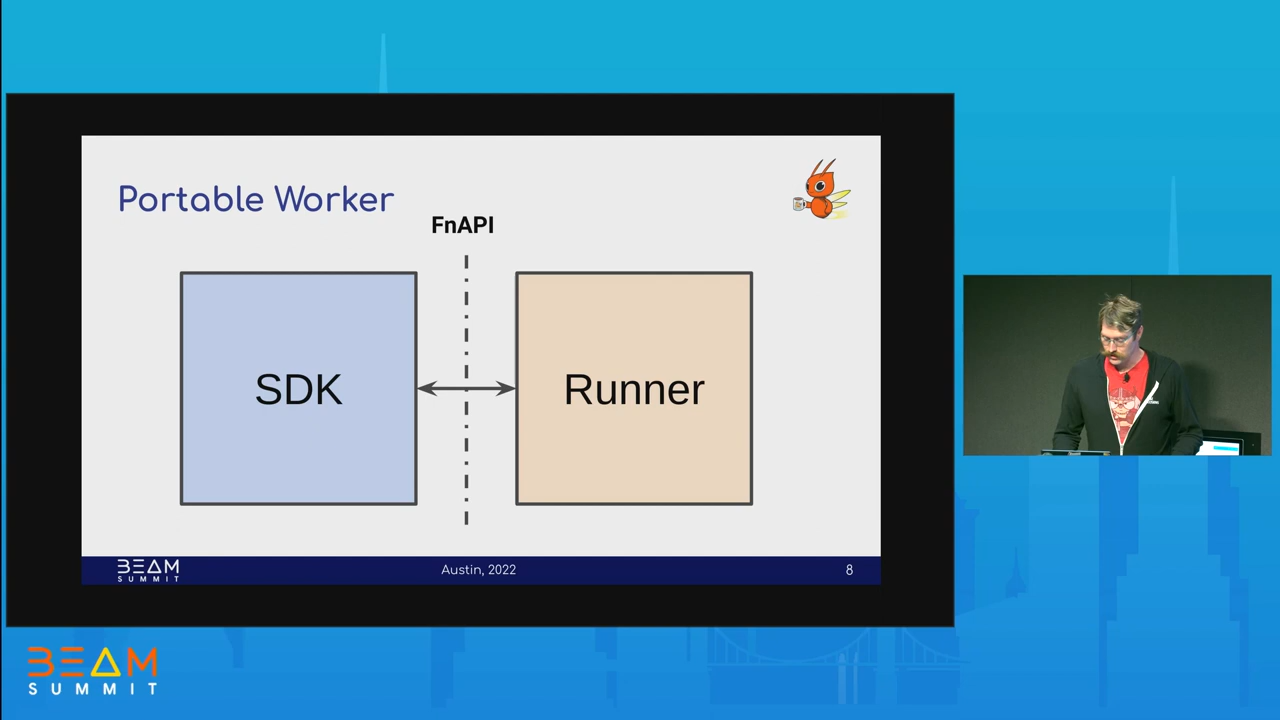 Portable Worker
FnAPI
SDK
Runner
BEAM
SUMMIT
Austin, 2022
8
BEAM
SUMMIT